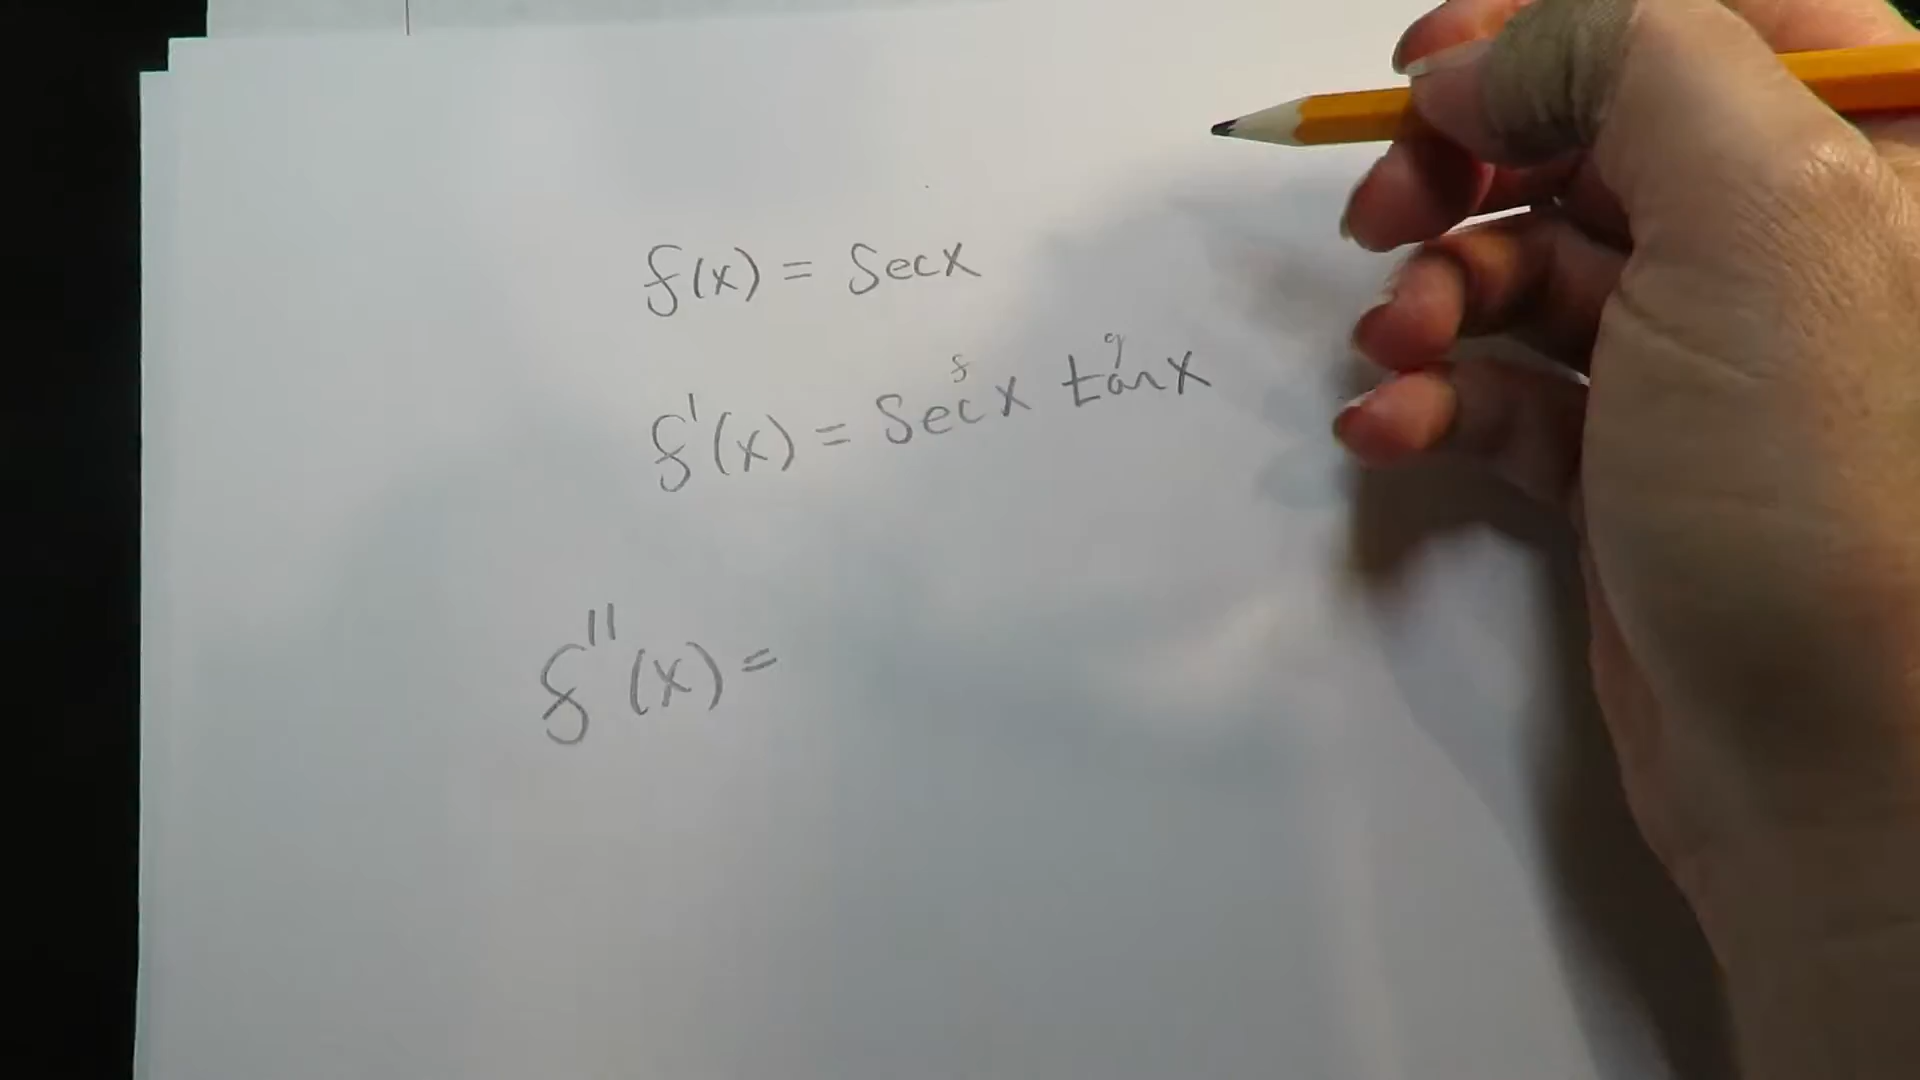 f(x) = Secx
f g
f'(x) = Secx tanx
f''(x) =